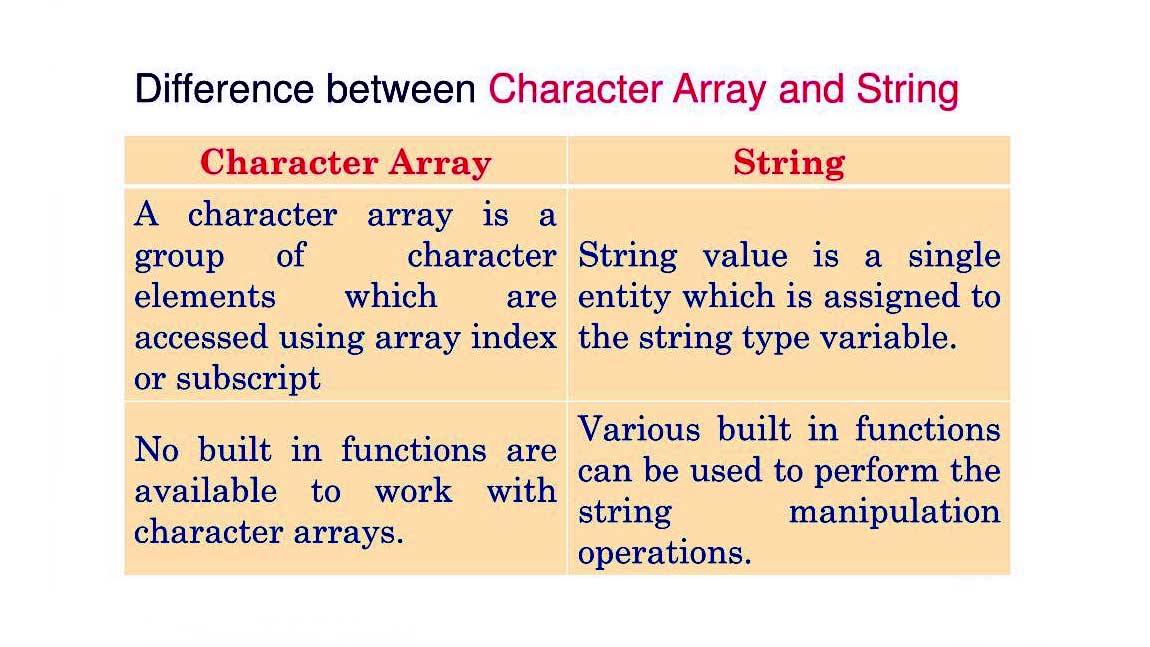 Difference between Character Array and String
Character Array
String
A character array is a
group of character
elements which are
accessed using array index
or subscript
String value is a single
entity which is assigned to
the string type variable.
No built in functions are
available to work with
character arrays.
Various built in functions
can be used to perform the
string manipulation
operations.